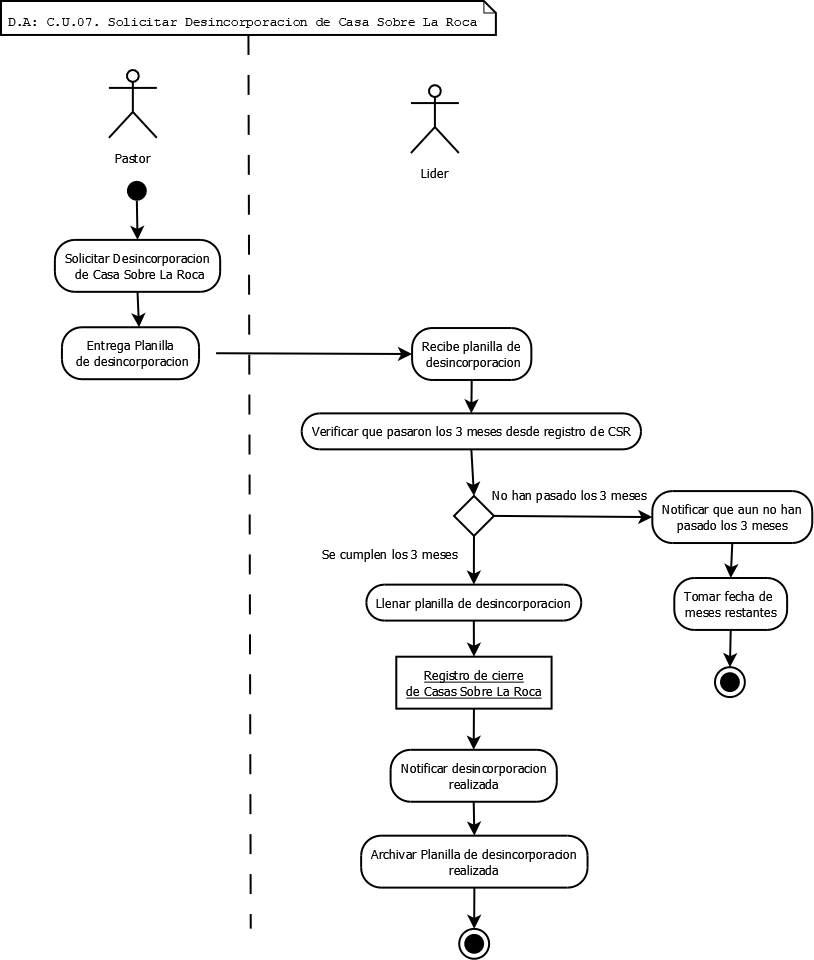 D.A: C.U.07. Solicitar Desincorporacion de Casa Sobre La Roca
Pastor
Lider
Solicitar Desincorporacion
de Casa Sobre La Roca
Entrega Planilla
de desincorporacion
Recibe planilla de
desincorporacion
Verificar que pasaron los 3 meses desde registro de CSR
No han pasado los 3 meses
Notificar que aun no han
pasado los 3 meses
Se cumplen los 3 meses
Tomar fecha de
meses restantes
Llenar planilla de desincorporacion
Registro de cierre
de Casas Sobre La Roca
Notificar desincorporacion
realizada
Archivar Planilla de desincorporacion
realizada